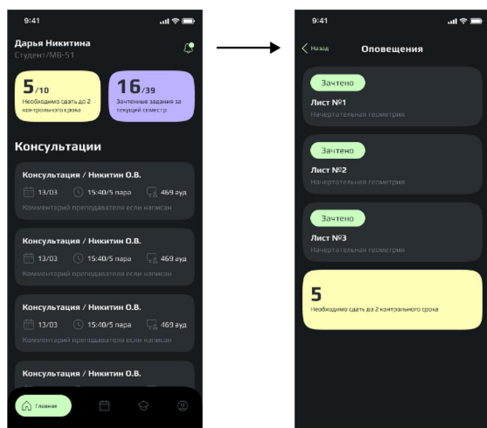 9:41
Дарья Никитина
Студент/МВ-51
5/10
Необходимо сдать до 2
контрольного срока
16/39
Зачтенные задания за
текущий семестр
Консультации
Консультация / Никитин О.В.
13/03 15:40/5 пара 469 ауд
Комментарий преподавателя если написан
Консультация / Никитин О.В.
13/03 15:40/5 пара 469 ауд
Комментарий преподавателя если написан
Консультация / Никитин О.В.
13/03 15:40/5 пара 469 ауд
Комментарий преподавателя если написан
Консультация / Никитин О.В.
Главная
9:41
Назад
Оповещения
Зачтено
Лист №1
Начертательная геометрия
Зачтено
Лист №2
Начертательная геометрия
Зачтено
Лист №3
Начертательная геометрия
5
Необходимо сдать до 2 контрольного срока